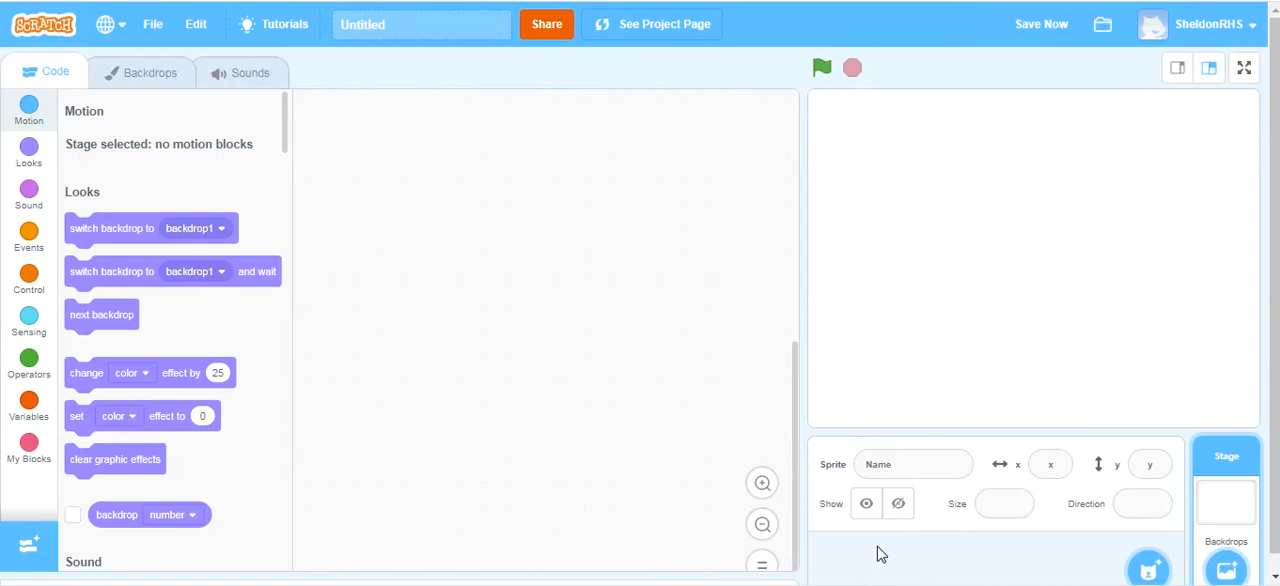 SCRATCH File Edit Tutorials Untitled Share See Project Page Save Now SheldonRHS
Code Backdrops Sounds
Motion
Looks
Sound
Events
Control
Sensing
Operators
Variables
My Blocks
Motion
Stage selected: no motion blocks
Looks
switch backdrop to backdrop1
switch backdrop to backdrop1 and wait
next backdrop
change color effect by 25
set color effect to 0
clear graphic effects
backdrop number
Sound
Sprite Name x x y y
Show Size Direction
Stage
Backdrops